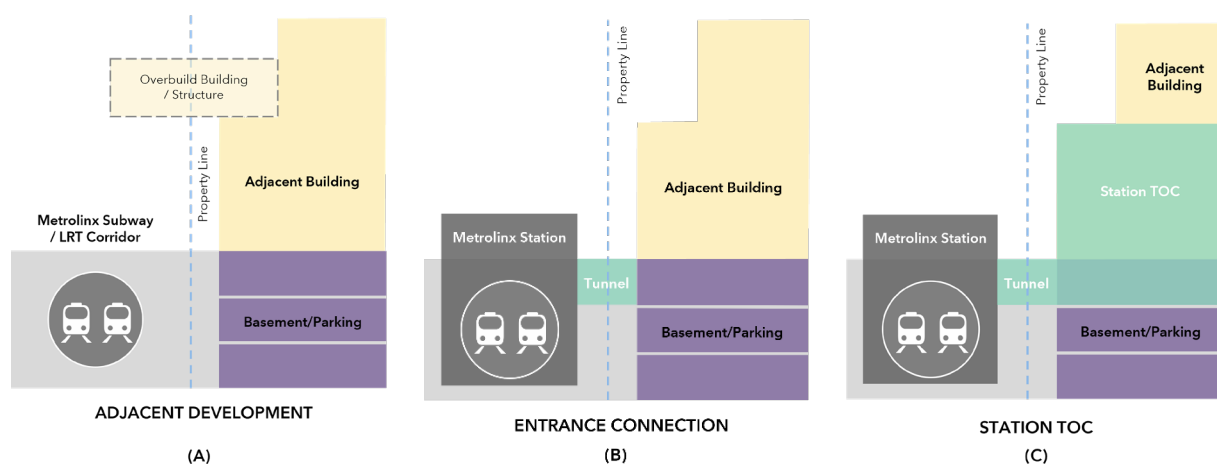 Overbuild Building
/ Structure
Property Line
Adjacent Building
Metrolinx Subway
/ LRT Corridor
Basement/Parking
ADJACENT DEVELOPMENT
(A)
Property Line
Adjacent Building
Metrolinx Station
Tunnel
Basement/Parking
ENTRANCE CONNECTION
(B)
Property Line
Adjacent
Building
Station TOC
Metrolinx Station
Tunnel
Basement/Parking
STATION TOC
(C)